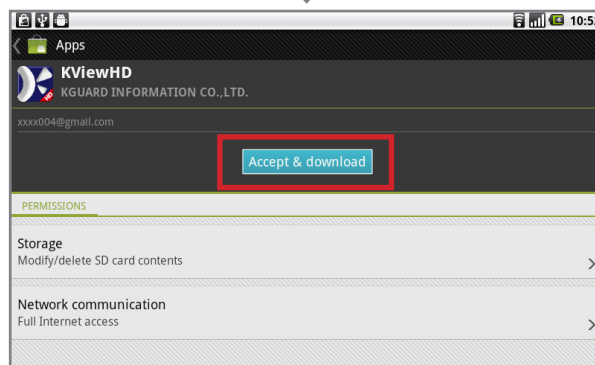 10:5
Apps
KViewHD
KGUARD INFORMATION CO.,LTD.
xxxx004@gmail.com
Accept & download
PERMISSIONS
Storage
Modify/delete SD card contents
Network communication
Full Internet access